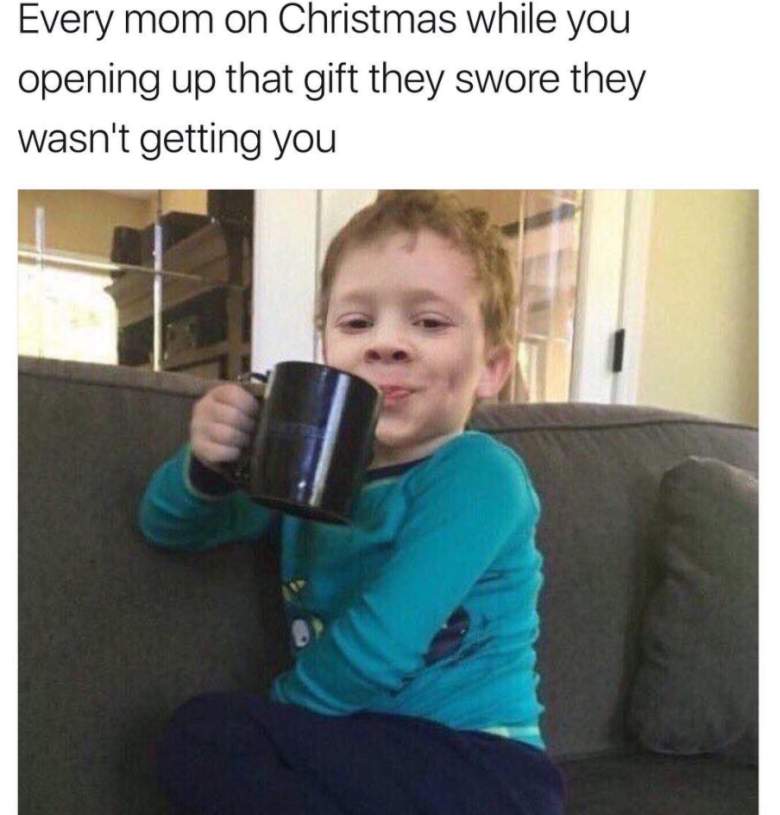 Every mom on Christmas while you
opening up that gift they swore they
wasn't getting you